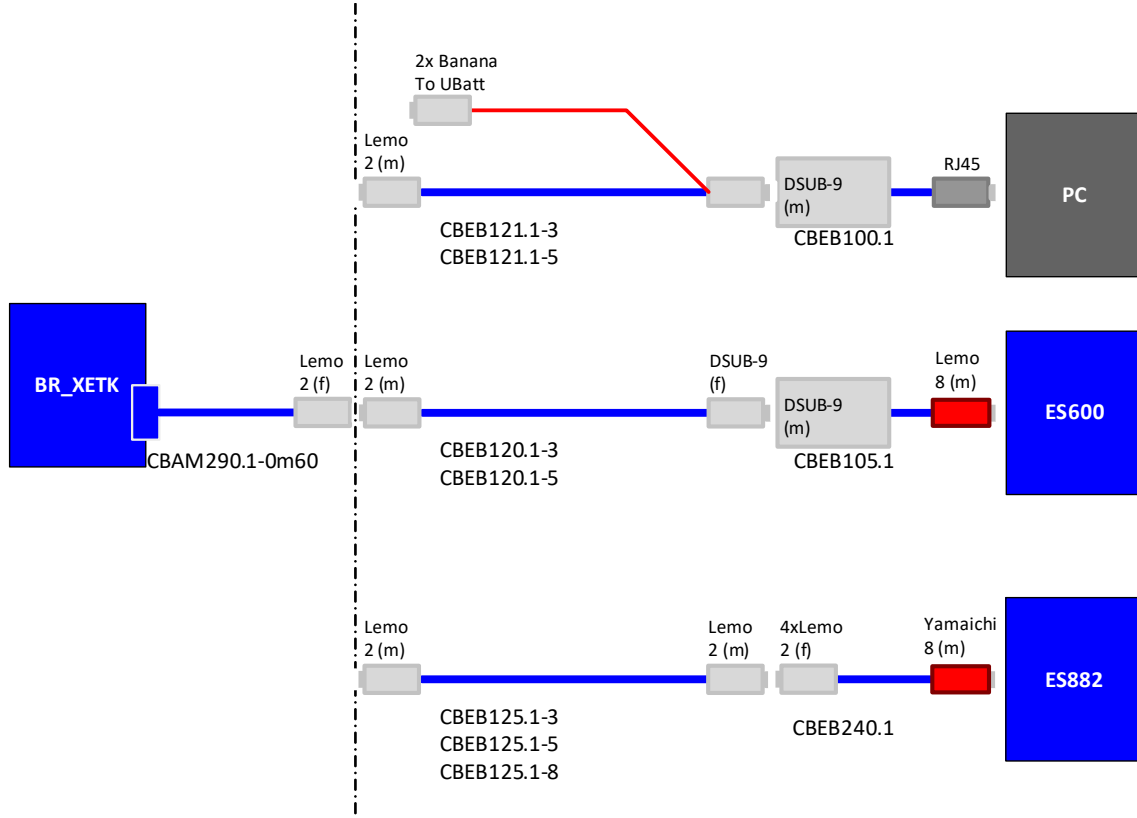 2x Banana
To UBatt
Lemo
2 (m)
RJ45
DSUB-9
(m)
PC
CBEB121.1-3
CBEB121.1-5
CBEB100.1
BR_XETK
Lemo
2 (f)
Lemo
2 (m)
DSUB-9
(f)
DSUB-9
(m)
Lemo
8 (m)
ES600
CBAM290.1-0m60
CBEB120.1-3
CBEB120.1-5
CBEB105.1
Lemo
2 (m)
Lemo
2 (m)
4xLemo
2 (f)
Yamaichi
8 (m)
ES882
CBEB125.1-3
CBEB125.1-5
CBEB125.1-8
CBEB240.1